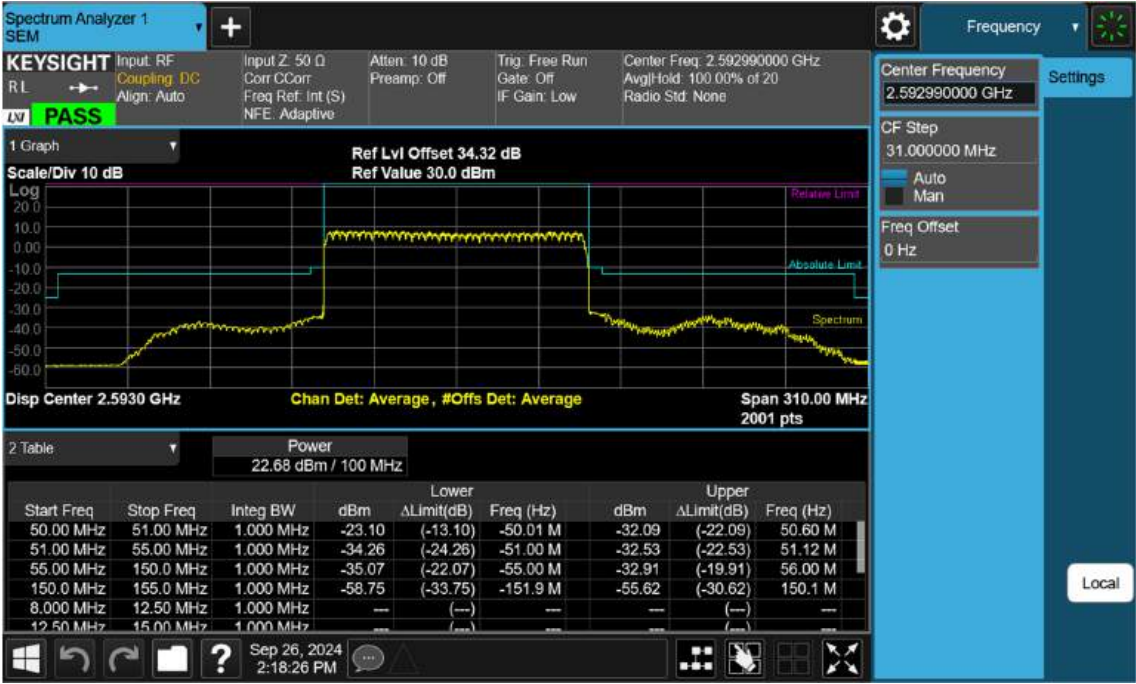 Spectrum Analyzer 1
SEM
Frequency
KEYSIGHT
RL
LXI
PASS
Input: RF
Coupling: DC
Align: Auto
Input Z: 50 Ω
Corr CCorr
Freq Ref: Int (S)
NFE: Adaptive
Atten: 10 dB
Preamp: Off
Trig: Free Run
Gate: Off
IF Gain: Low
Center Freq: 2.592990000 GHz
Avg|Hold: 100.00% of 20
Radio Std: None
Center Frequency
2.592990000 GHz
Settings
CF Step
31.000000 MHz
Auto
Man
Freq Offset
0 Hz
Local
1 Graph
Scale/Div 10 dB
Ref Lvl Offset 34.32 dB
Ref Value 30.0 dBm
Log
Relative Limit
20.0
10.0
0.00
-10.0
Absolute Limit
-20.0
-30.0
Spectrum
-40.0
-50.0
-60.0
Disp Center 2.5930 GHz
Chan Det: Average, #Offs Det: Average
Span 310.00 MHz
2001 pts
2 Table
Power
22.68 dBm / 100 MHz
Lower Upper
Start Freq Stop Freq Integ BW dBm ΔLimit(dB) Freq (Hz) dBm ΔLimit(dB) Freq (Hz)
50.00 MHz 51.00 MHz 1.000 MHz -23.10 (-13.10) -50.01 M -32.09 (-22.09) 50.60 M
51.00 MHz 55.00 MHz 1.000 MHz -34.26 (-24.26) -51.00 M -32.53 (-22.53) 51.12 M
55.00 MHz 150.0 MHz 1.000 MHz -35.07 (-22.07) -55.00 M -32.91 (-19.91) 56.00 M
150.0 MHz 155.0 MHz 1.000 MHz -58.75 (-33.75) -151.9 M -55.62 (-30.62) 150.1 M
8.000 MHz 12.50 MHz 1.000 MHz --- (---) --- --- (---) ---
12.50 MHz 15.00 MHz 1.000 MHz --- (---) --- --- (---) ---
?
Sep 26, 2024
2:18:26 PM